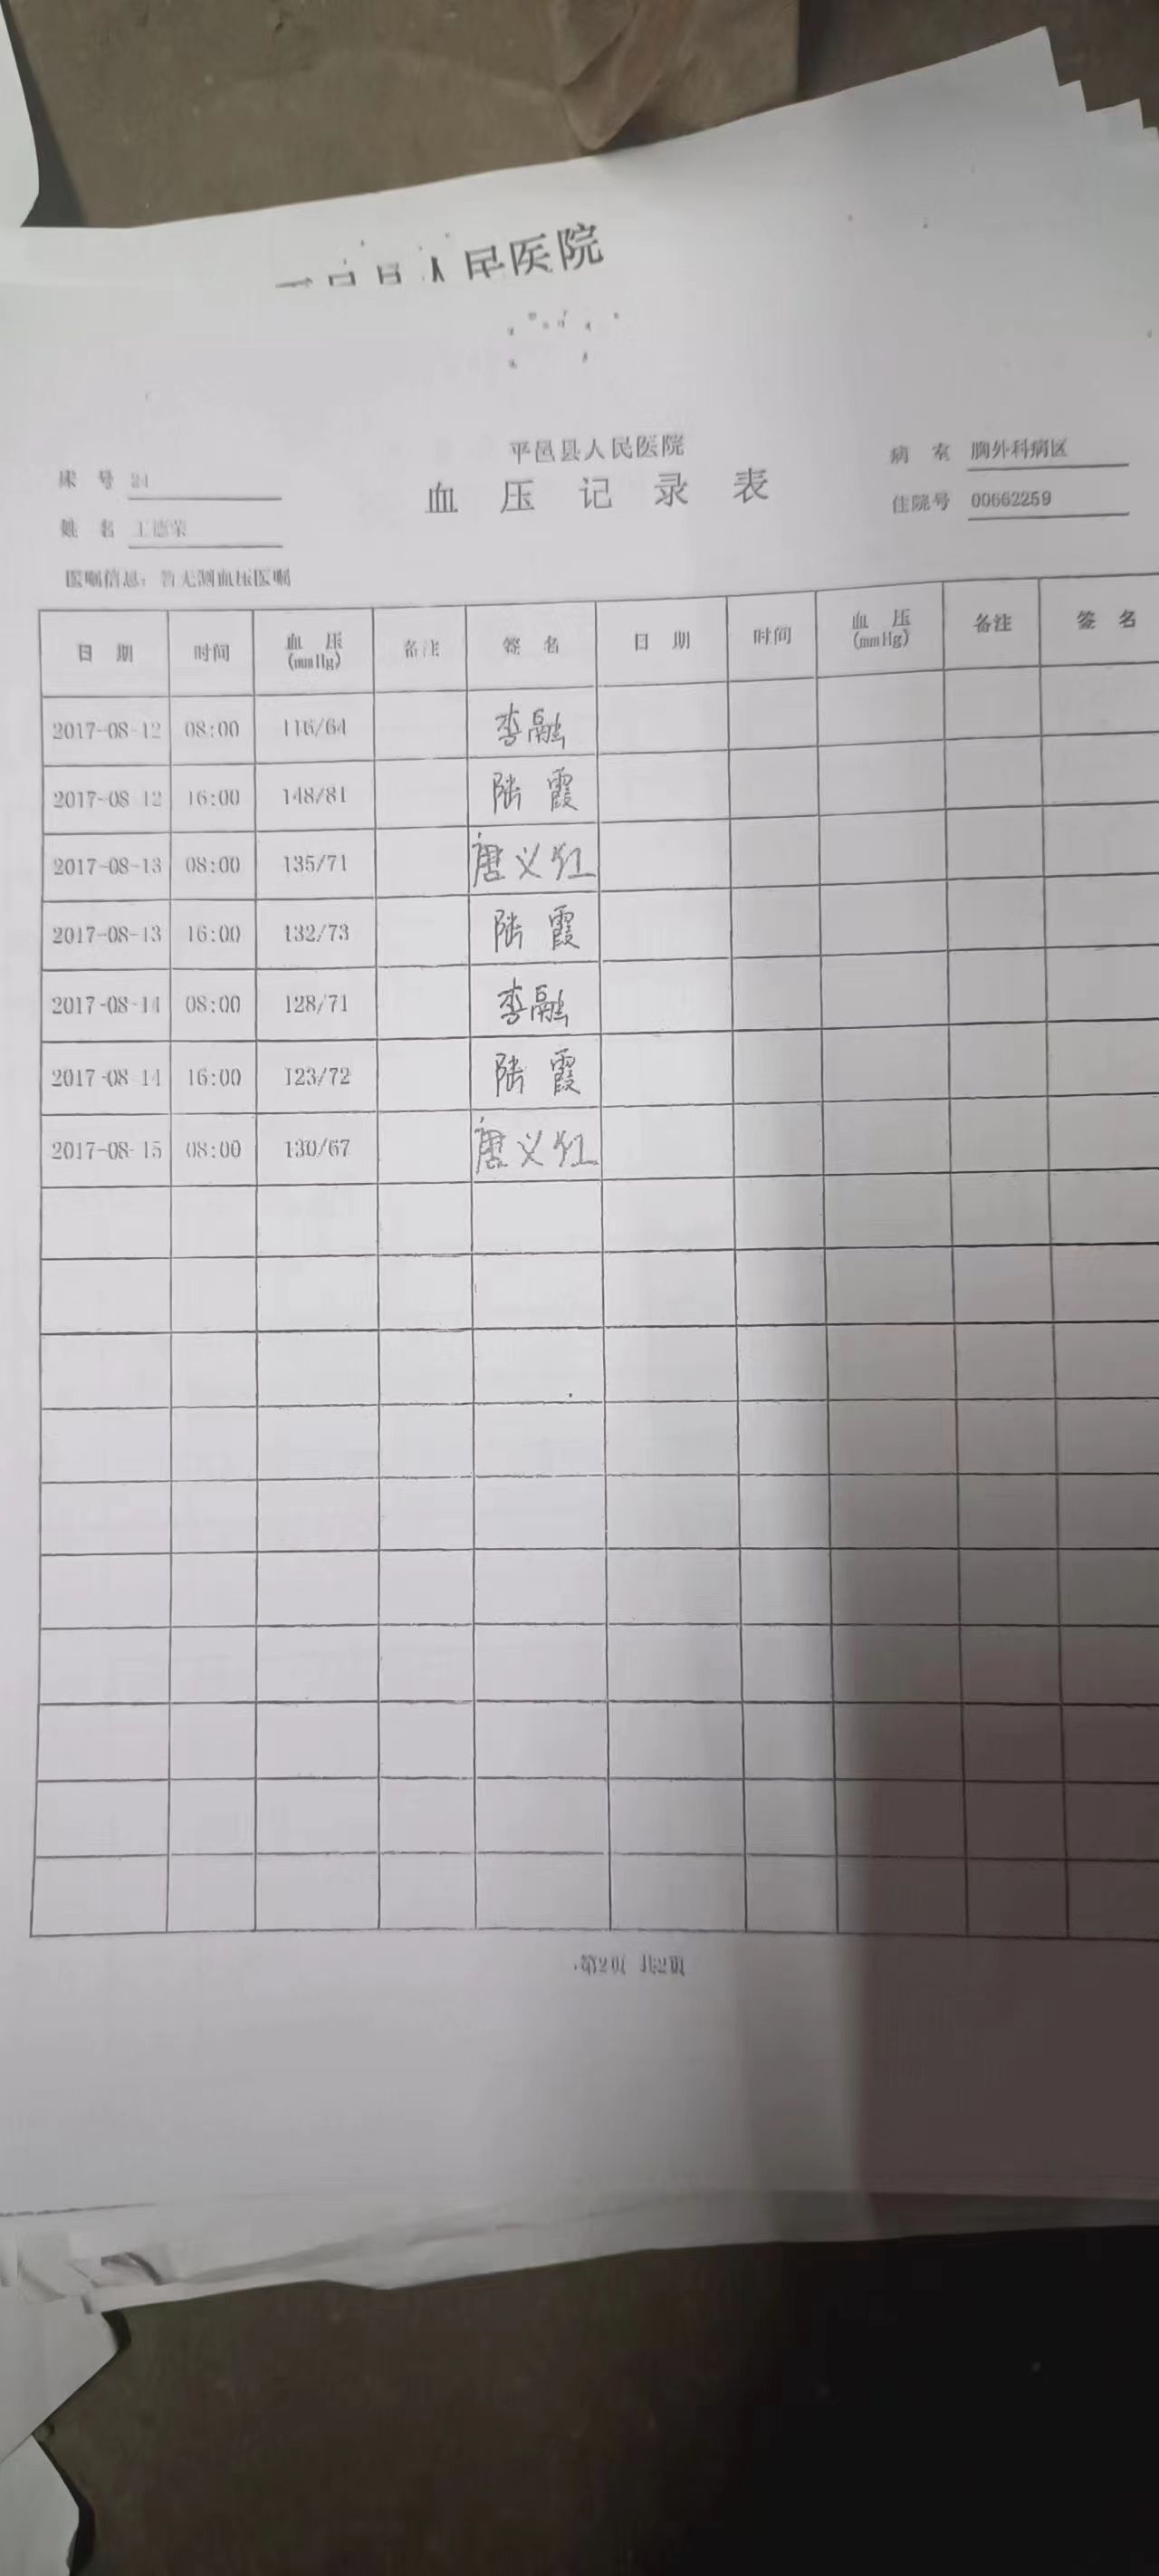 人民医院
平邑县人民医院
血压记录表
床 号 24
病 室 胸外科病区
姓 名 王德荣
住院号 00662259
医嘱信息：暂无测血压医嘱
日 期 时间 血 压(mmHg) 备注 签 名 日 期 时间 血 压(mmHg) 备注 签 名
2017-08-12 08:00 116/64 李融
2017-08-12 16:00 148/81 陆霞
2017-08-13 08:00 135/71 唐义红
2017-08-13 16:00 132/73 陆霞
2017-08-14 08:00 128/71 李融
2017-08-14 16:00 123/72 陆霞
2017-08-15 08:00 130/67 唐义红
第2页 共2页